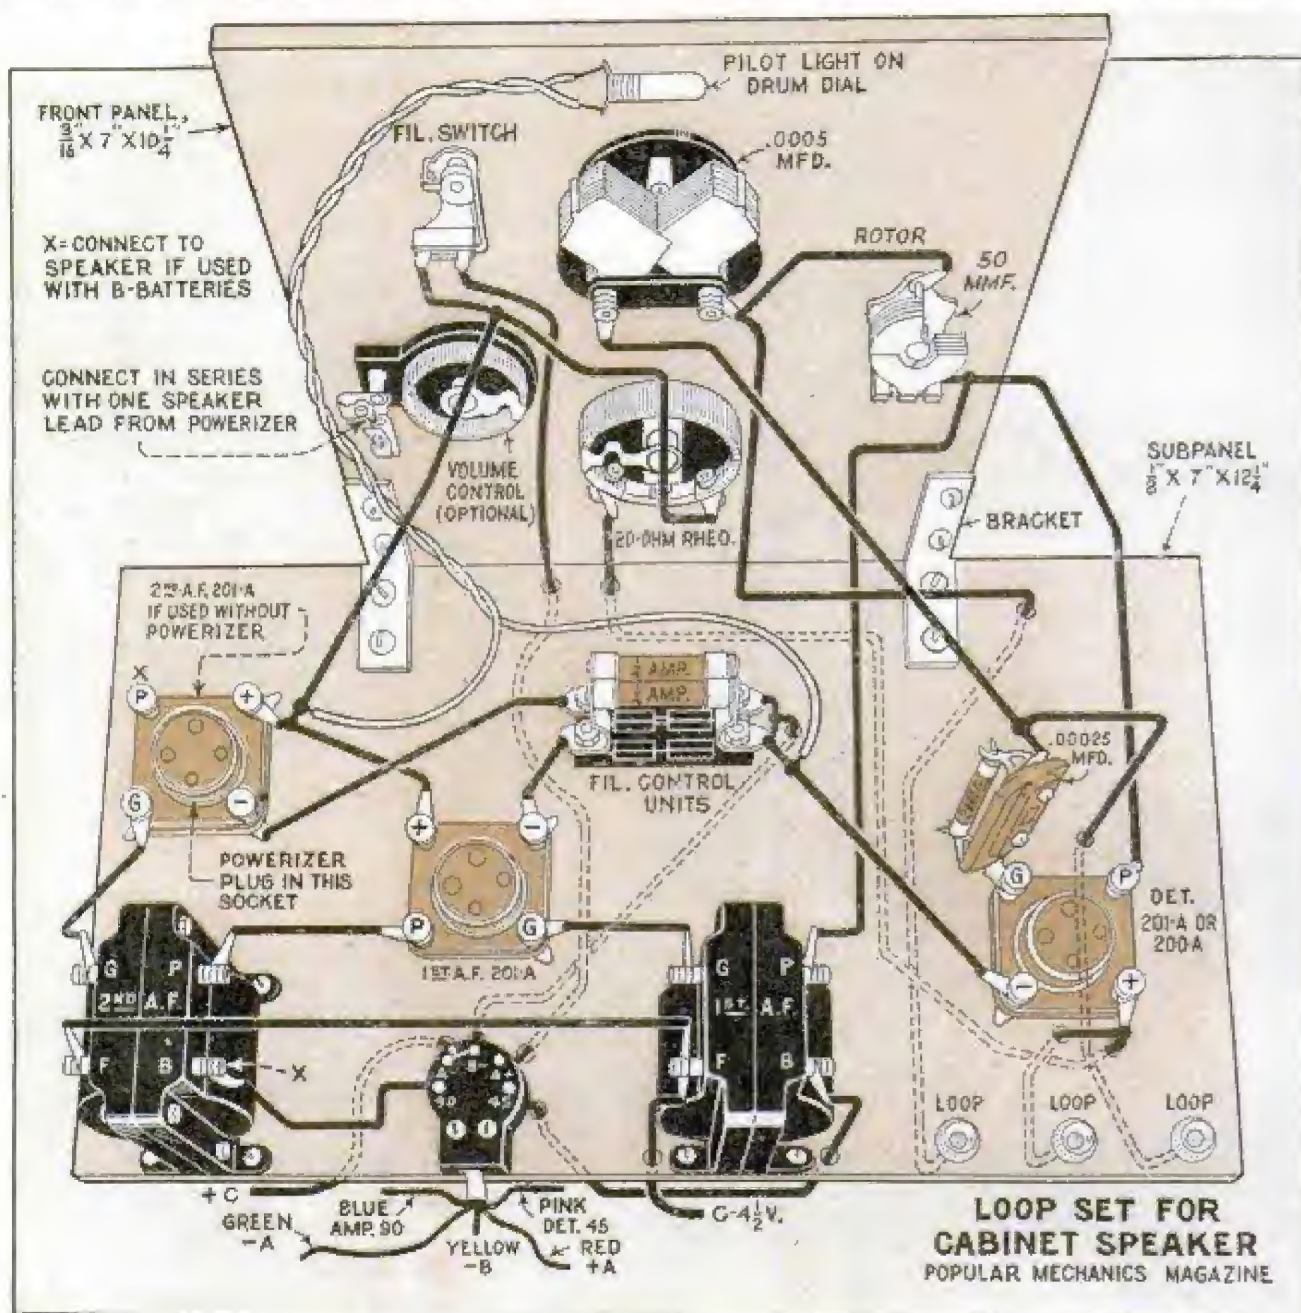 PILOT LIGHT ON
DRUM DIAL
FRONT PANEL,
3/16" X 7" X 10 1/4"
FIL. SWITCH
.0005
MFD.
X=CONNECT TO
SPEAKER IF USED
WITH B-BATTERIES
ROTOR
50
MMF.
CONNECT IN SERIES
WITH ONE SPEAKER
LEAD FROM POWERIZER
VOLUME
CONTROL
(OPTIONAL)
20-OHM RHEO.
SUBPANEL
1/8" X 7" X 12 1/4"
BRACKET
2ND A.F. 201-A
IF USED WITHOUT
POWERIZER
X
P
+
G
-
AMP.
AMP.
FIL. CONTROL
UNITS
.00025
MFD.
+
-
P
G
1ST A.F. 201-A
POWERIZER
PLUG IN THIS
SOCKET
G
P
-
+
DET.
201-A OR
200-A
G P
2ND A.F.
F B
X
G P
1ST A.F.
F B
90
B-
45
LOOP
LOOP
LOOP
+C
BLUE
AMP. 90
PINK
DET. 45
C-4 1/2 V.
GREEN
-A
YELLOW
-B
RED
+A
LOOP SET FOR
CABINET SPEAKER
POPULAR MECHANICS MAGAZINE